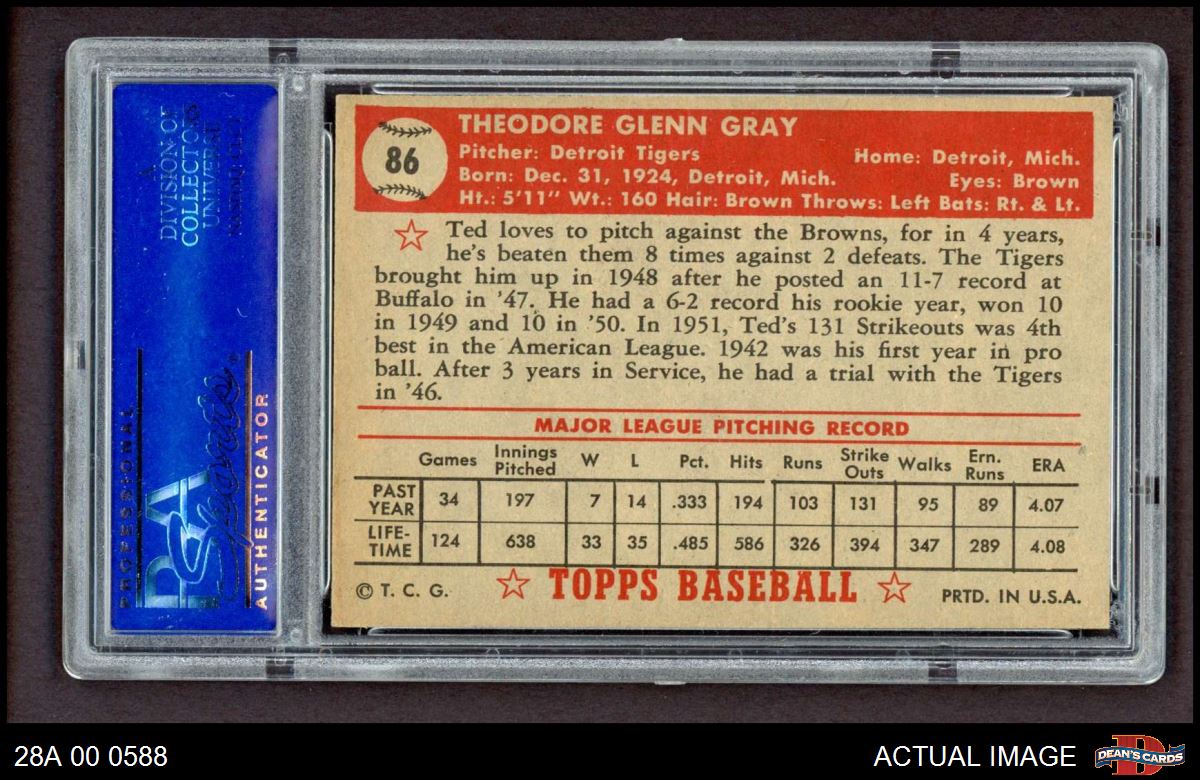 A
DIVISION OF
COLLECTORS
UNIVERSE
NASDAQ: CLCT
PROFESSIONAL
PSA
Sports
AUTHENTICATOR
86
THEODORE GLENN GRAY
Pitcher: Detroit Tigers Home: Detroit, Mich.
Born: Dec. 31, 1924, Detroit, Mich. Eyes: Brown
Ht.: 5'11" Wt.: 160 Hair: Brown Throws: Left Bats: Rt. & Lt.
Ted loves to pitch against the Browns, for in 4 years,
he's beaten them 8 times against 2 defeats. The Tigers
brought him up in 1948 after he posted an 11-7 record at
Buffalo in '47. He had a 6-2 record his rookie year, won 10
in 1949 and 10 in '50. In 1951, Ted's 131 Strikeouts was 4th
best in the American League. 1942 was his first year in pro
ball. After 3 years in Service, he had a trial with the Tigers
in '46.
MAJOR LEAGUE PITCHING RECORD
Games Innings Pitched W L Pct. Hits Runs Strike Outs Walks Ern. Runs ERA
PAST YEAR 34 197 7 14 .333 194 103 131 95 89 4.07
LIFE-TIME 124 638 33 35 .485 586 326 394 347 289 4.08
© T. C. G. TOPPS BASEBALL PRTD. IN U.S.A.
28A 00 0588 ACTUAL IMAGE
D
DEAN'S CARDS